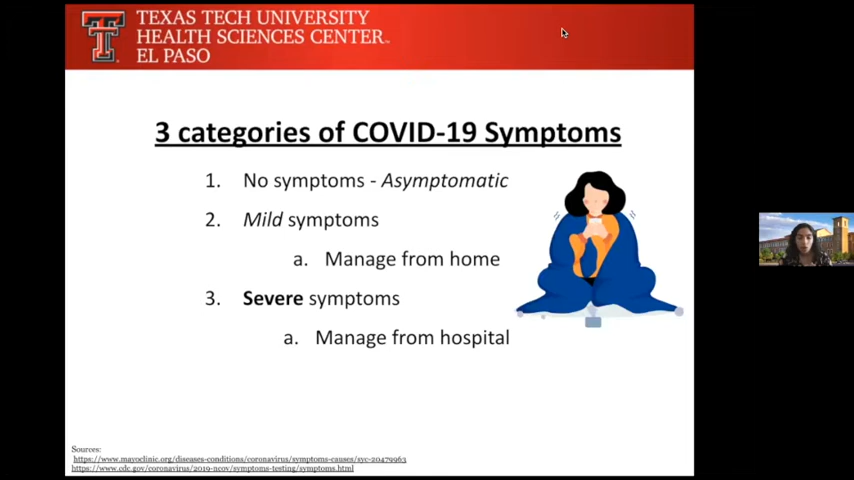 TEXAS TECH UNIVERSITY
HEALTH SCIENCES CENTER™
EL PASO
3 categories of COVID-19 Symptoms
1. No symptoms - Asymptomatic
2. Mild symptoms
a. Manage from home
3. Severe symptoms
a. Manage from hospital
Sources:
https://www.mayoclinic.org/diseases-conditions/coronavirus/symptoms-causes/syc-20479963
https://www.cdc.gov/coronavirus/2019-ncov/symptoms-testing/symptoms.html